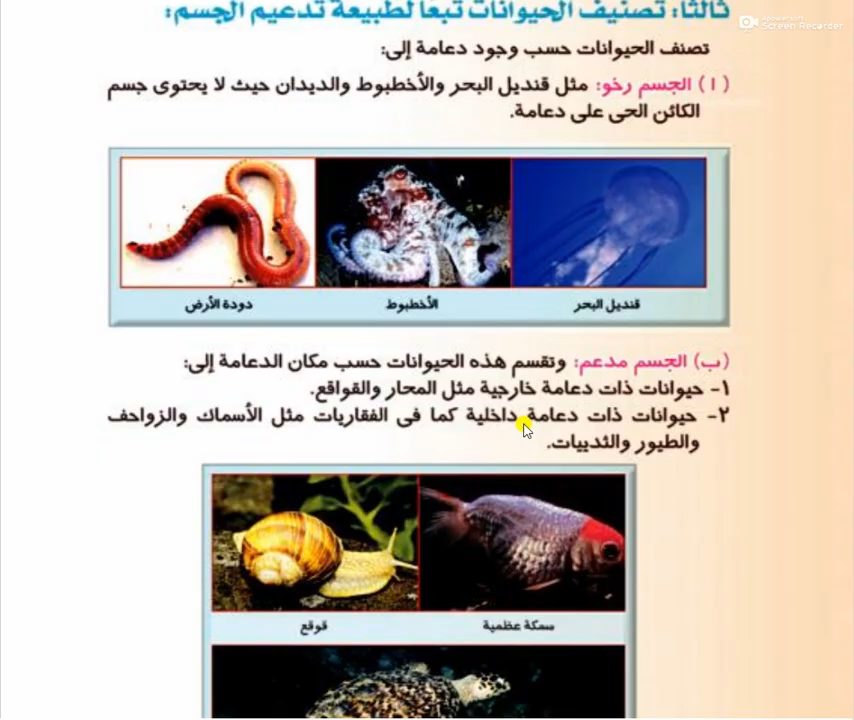 ثالثًا: تصنيف الحيوانات تبعًا لطبيعة تدعيم الجسم:
Screen Recorder
تصنف الحيوانات حسب وجود دعامة إلى:
(١) الجسم رخو: مثل قنديل البحر والأخطبوط والديدان حيث لا يحتوى جسم
الكائن الحى على دعامة.
قنديل البحر
الأخطبوط
دودة الأرض
(ب) الجسم مدعم: وتقسم هذه الحيوانات حسب مكان الدعامة إلى:
١- حيوانات ذات دعامة خارجية مثل المحار والقواقع.
٢- حيوانات ذات دعامة داخلية كما فى الفقاريات مثل الأسماك والزواحف
والطيور والثدييات.
سمكة عظمية
قوقع